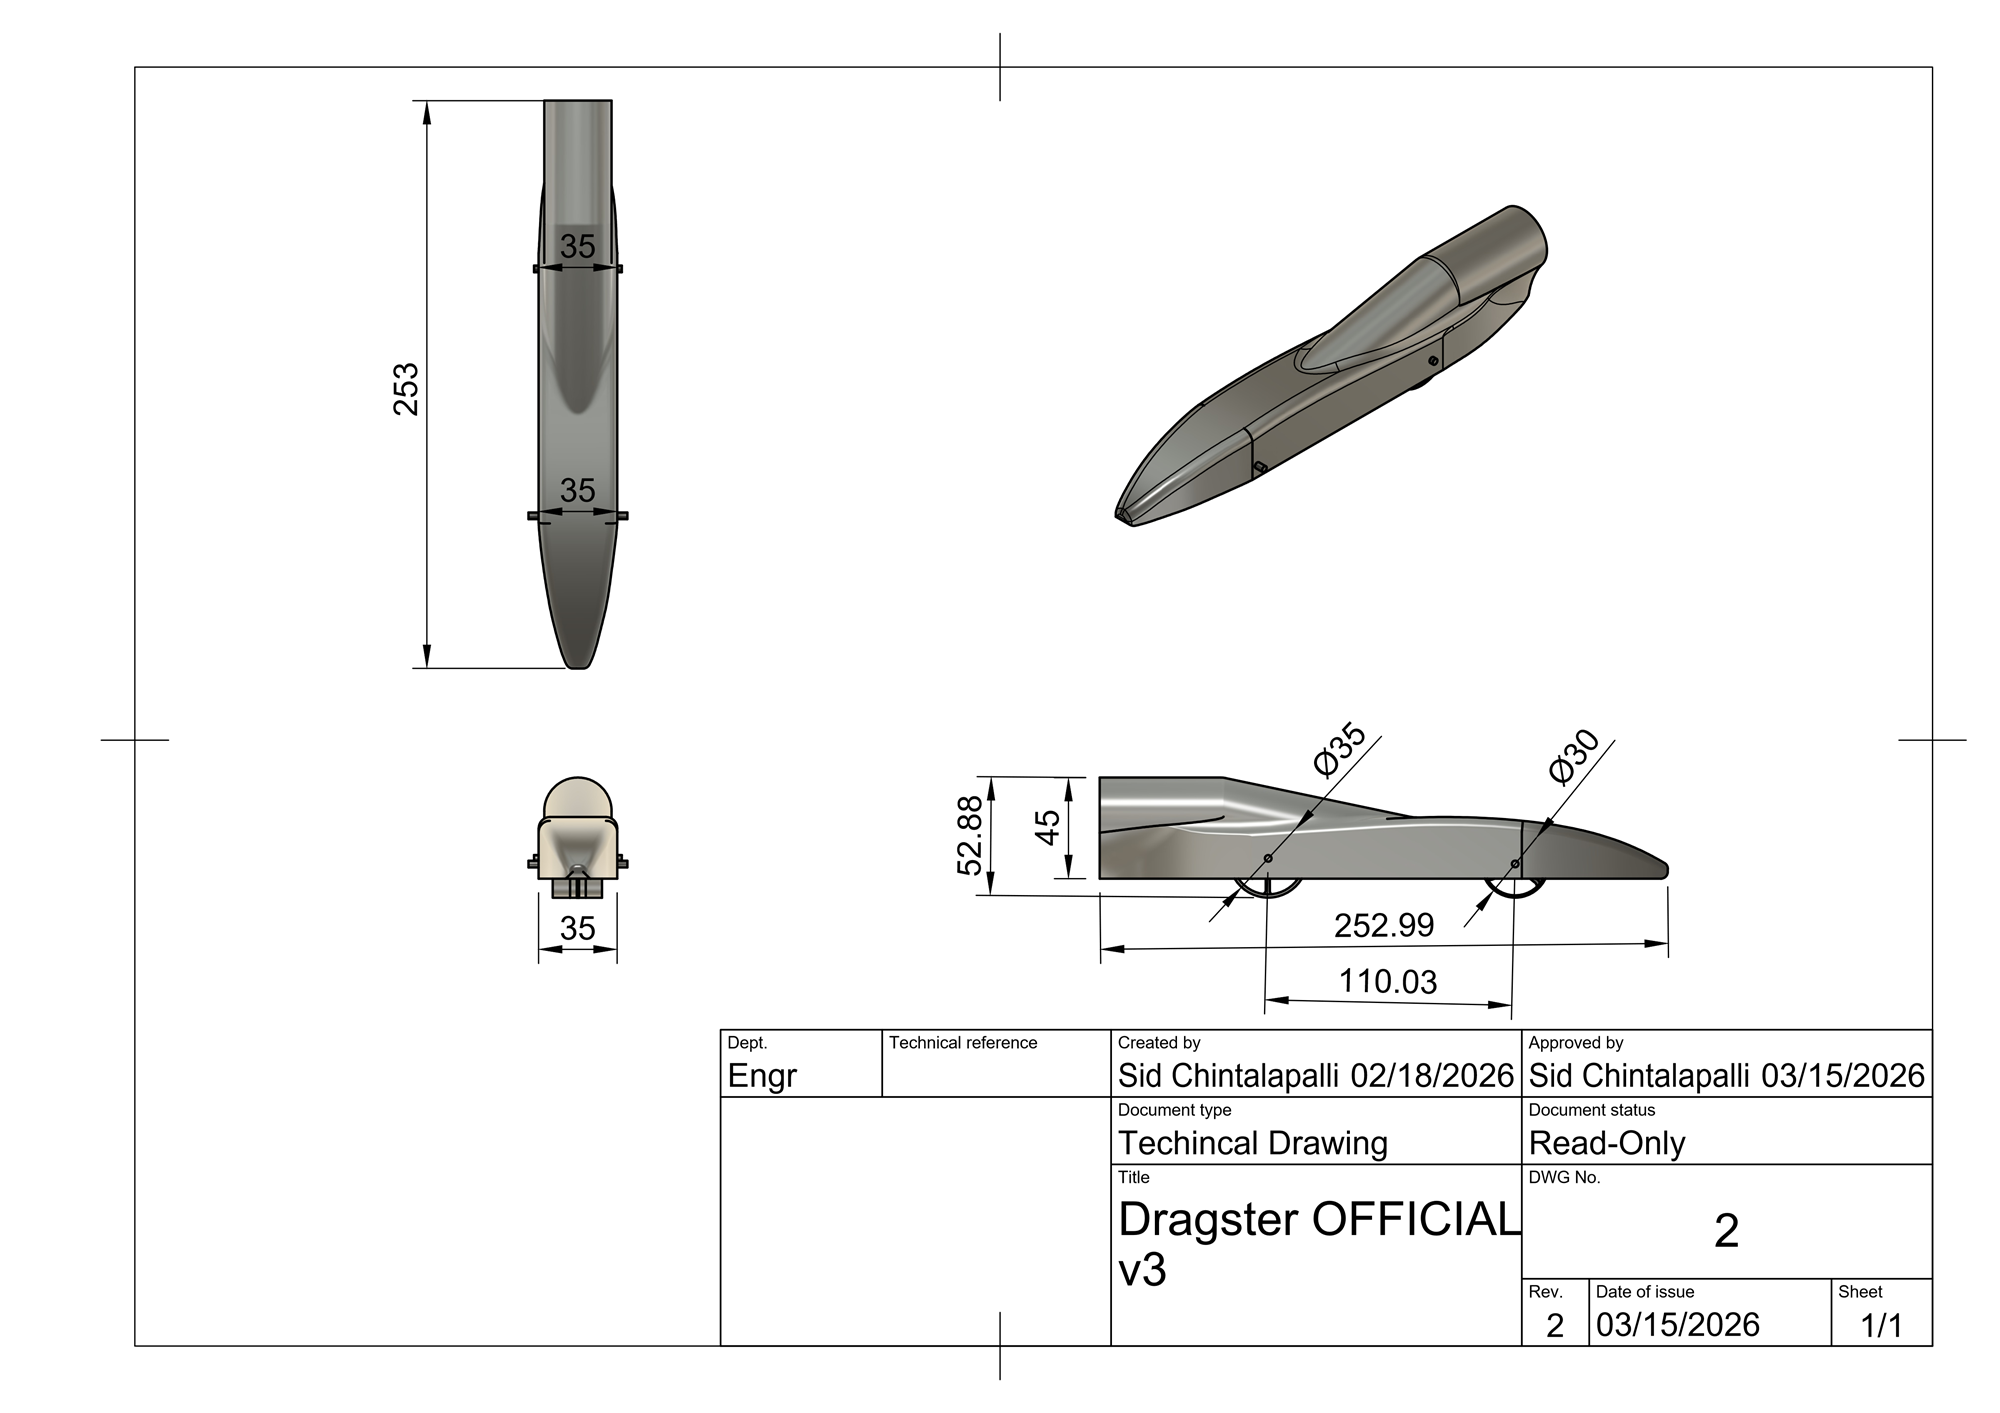 35
253
35
Ø35
Ø30
52.88
45
35
252.99
110.03
Dept.
Engr
Technical reference
Created by
Sid Chintalapalli 02/18/2026
Approved by
Sid Chintalapalli 03/15/2026
Document type
Techincal Drawing
Document status
Read-Only
Title
Dragster OFFICIAL
v3
DWG No.
2
Rev.
2
Date of issue
03/15/2026
Sheet
1/1